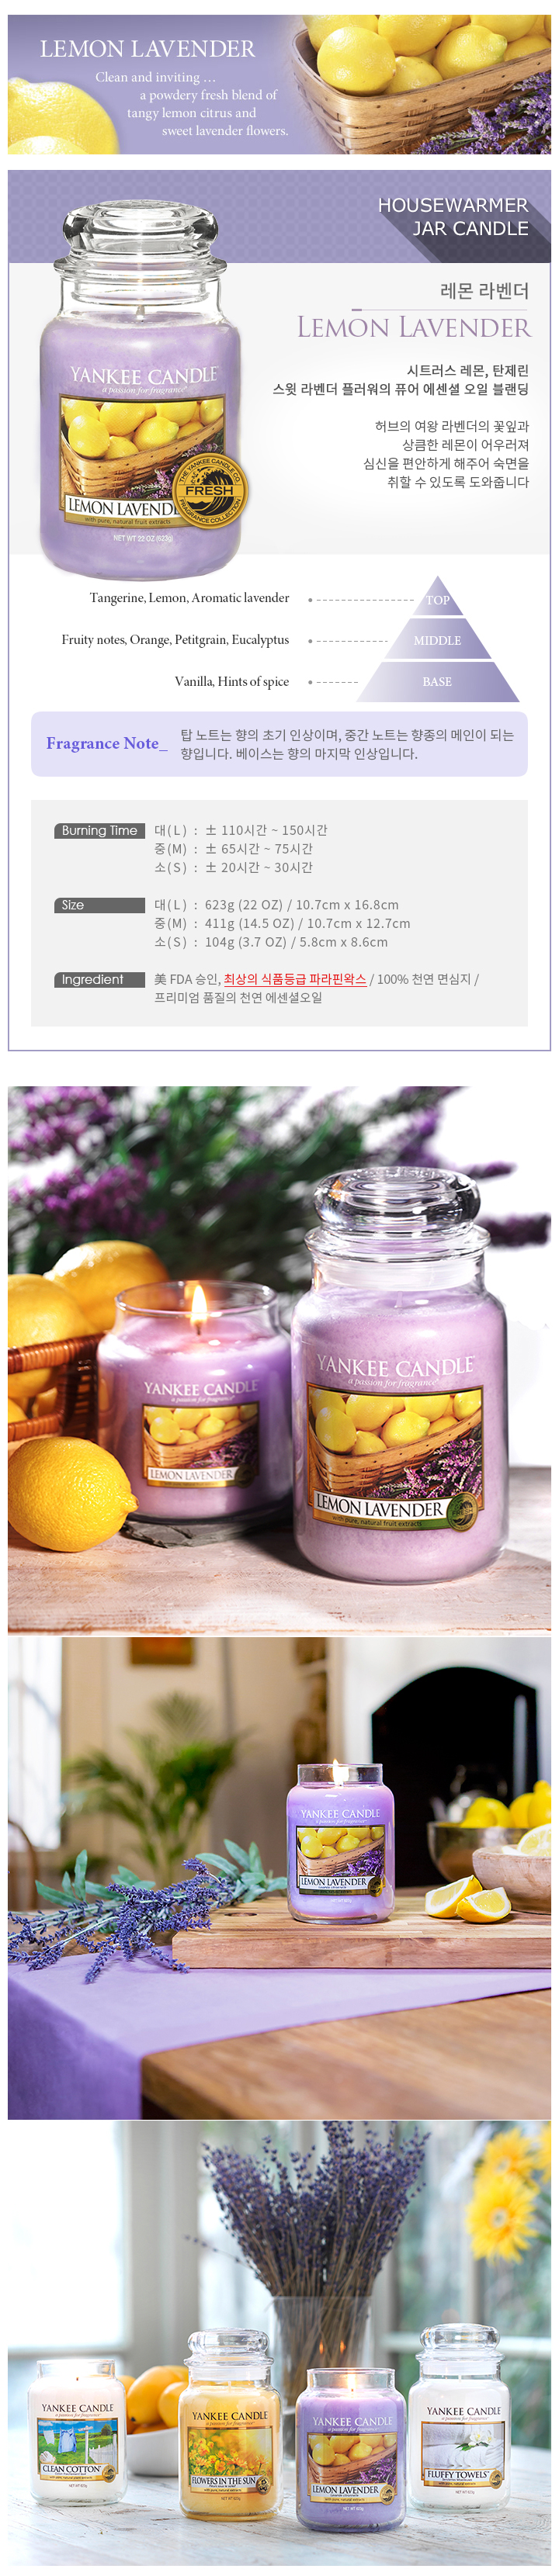 LEMON LAVENDER
Clean and inviting ...
a powdery fresh blend of
tangy lemon citrus and
sweet lavender flowers.
HOUSEWARMER
JAR CANDLE
레몬 라벤더
LEMON LAVENDER
시트러스 레몬, 탄제린
스윗 라벤더 플러워의 퓨어 에센셜 오일 블랜딩
허브의 여왕 라벤더의 꽃잎과
상큼한 레몬이 어우러져
심신을 편안하게 해주어 숙면을
취할 수 있도록 도와줍니다
YANKEE CANDLE
a passion for fragrance®
THE YANKEE CANDLE CO.
FRESH
FRAGRANCE COLLECTION
LEMON LAVENDE
with pure, natural fruit extracts
NET WT 22 OZ (623g)
Tangerine, Lemon, Aromatic lavender
TOP
Fruity notes, Orange, Petitgrain, Eucalyptus
MIDDLE
Vanilla, Hints of spice
BASE
Fragrance Note_
탑 노트는 향의 초기 인상이며, 중간 노트는 향종의 메인이 되는
향입니다. 베이스는 향의 마지막 인상입니다.
Burning Time 대(L) : ± 110시간 ~ 150시간
중(M) : ± 65시간 ~ 75시간
소(S) : ± 20시간 ~ 30시간
Size 대(L) : 623g (22 OZ) / 10.7cm x 16.8cm
중(M) : 411g (14.5 OZ) / 10.7cm x 12.7cm
소(S) : 104g (3.7 OZ) / 5.8cm x 8.6cm
Ingredient 美 FDA 승인, 최상의 식품등급 파라핀왁스 / 100% 천연 면심지 /
프리미엄 품질의 천연 에센셜오일
YANKEE CANDLE
a passion for fragrance
LEMON LAVENDER
YANKEE CANDLE
a passion for fragrance
LEMON LAVENDER
with pure, natural fruit extracts
YANKEE CANDLE
a passion for fragrance
LEMON LAVENDER
YANKEE CANDLE
CLEAN COTTON
YANKEE CANDLE
FLOWERS IN THE SUN
YANKEE CANDLE
LEMON LAVENDER
YANKEE CANDLE
FLUFFY TOWELS